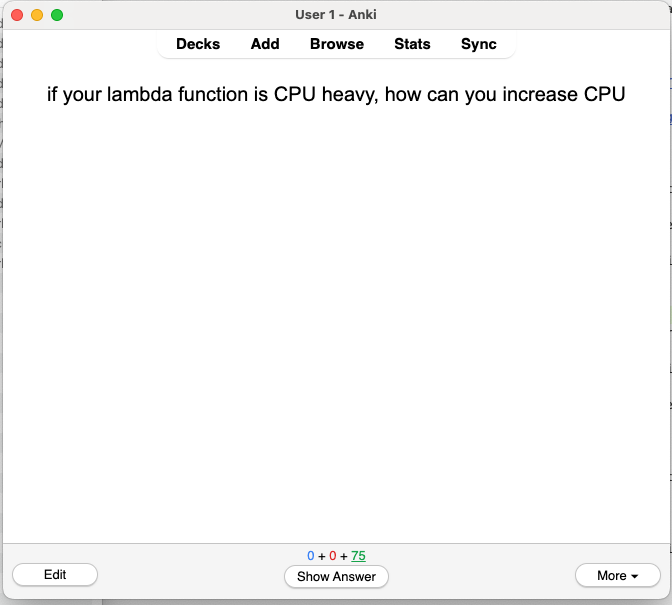 User 1 - Anki
Decks Add Browse Stats Sync
if your lambda function is CPU heavy, how can you increase CPU
0 + 0 + 75
Edit Show Answer More